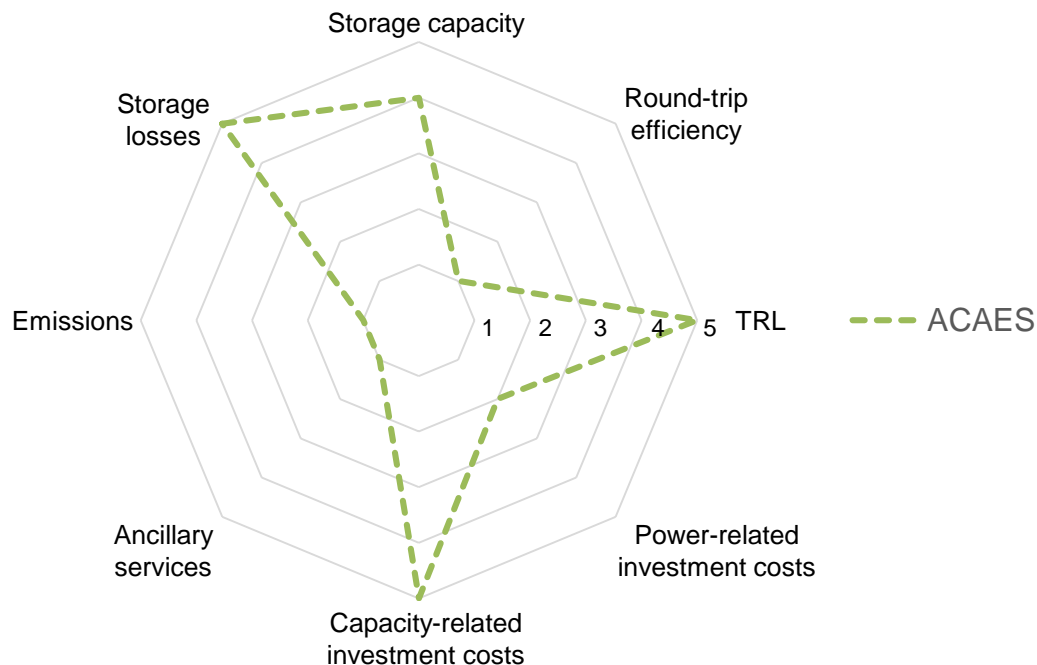 Storage capacity
Storage
losses
Round-trip
efficiency
Emissions
1
2
3
4
5
TRL
ACAES
Ancillary
services
Power-related
investment costs
Capacity-related
investment costs